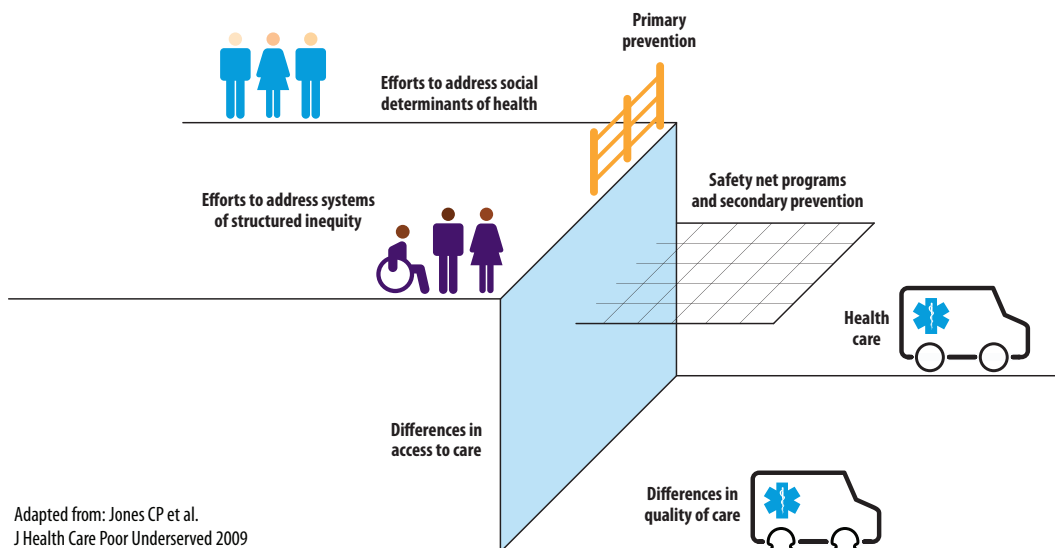 Primary
prevention
Efforts to address social
determinants of health
Efforts to address systems
of structured inequity
Safety net programs
and secondary prevention
Health
care
Differences in
access to care
Differences in
quality of care
Adapted from: Jones CP et al.
J Health Care Poor Underserved 2009